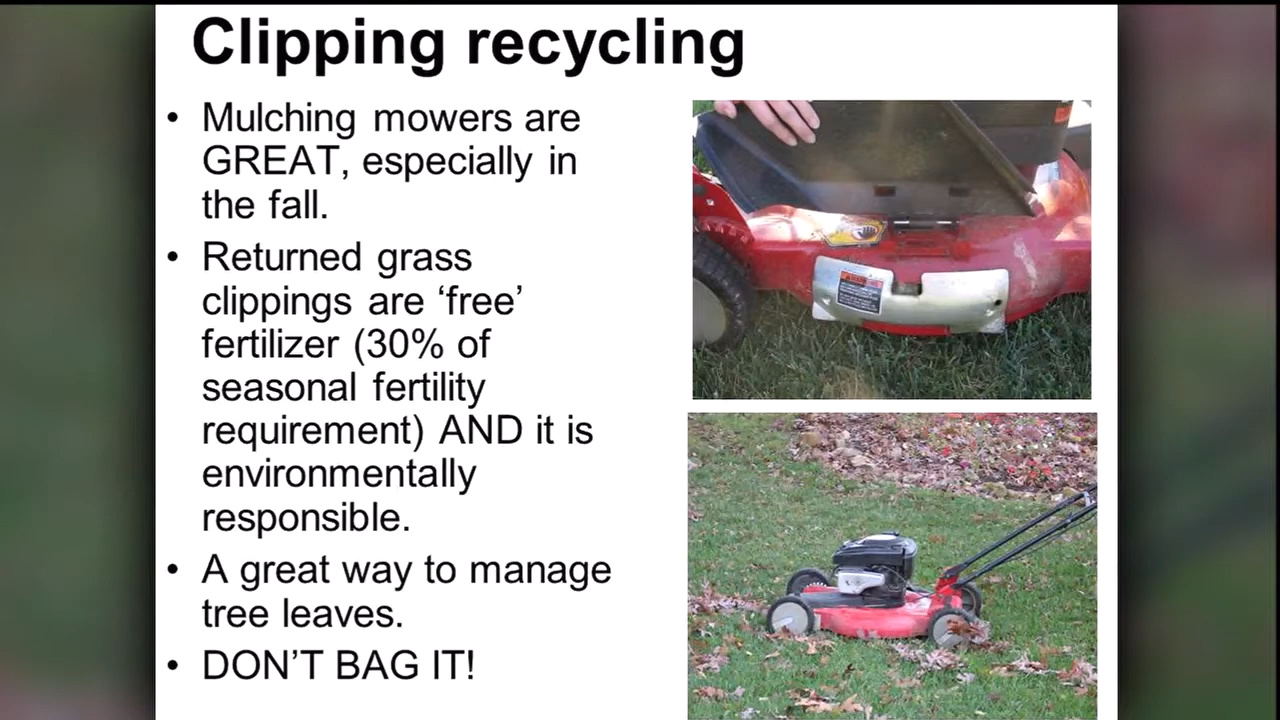 Clipping recycling
• Mulching mowers are
GREAT, especially in
the fall.
• Returned grass
clippings are ‘free’
fertilizer (30% of
seasonal fertility
requirement) AND it is
environmentally
responsible.
• A great way to manage
tree leaves.
• DON’T BAG IT!